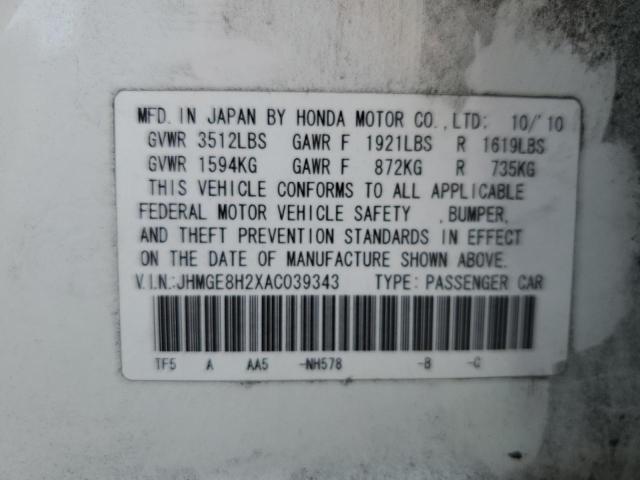 MFD. IN JAPAN BY HONDA MOTOR CO.,LTD: 10/'10
GVWR 3512LBS GAWR F 1921LBS R 1619LBS
GVWR 1594KG GAWR F 872KG R 735KG
THIS VEHICLE CONFORMS TO ALL APPLICABLE
FEDERAL MOTOR VEHICLE SAFETY , BUMPER,
AND THEFT PREVENTION STANDARDS IN EFFECT
ON THE DATE OF MANUFACTURE SHOWN ABOVE.
V.I.N.:JHMGE8H2XAC039343 TYPE: PASSENGER CAR
TF5 A AA5 -NH578 -B -C